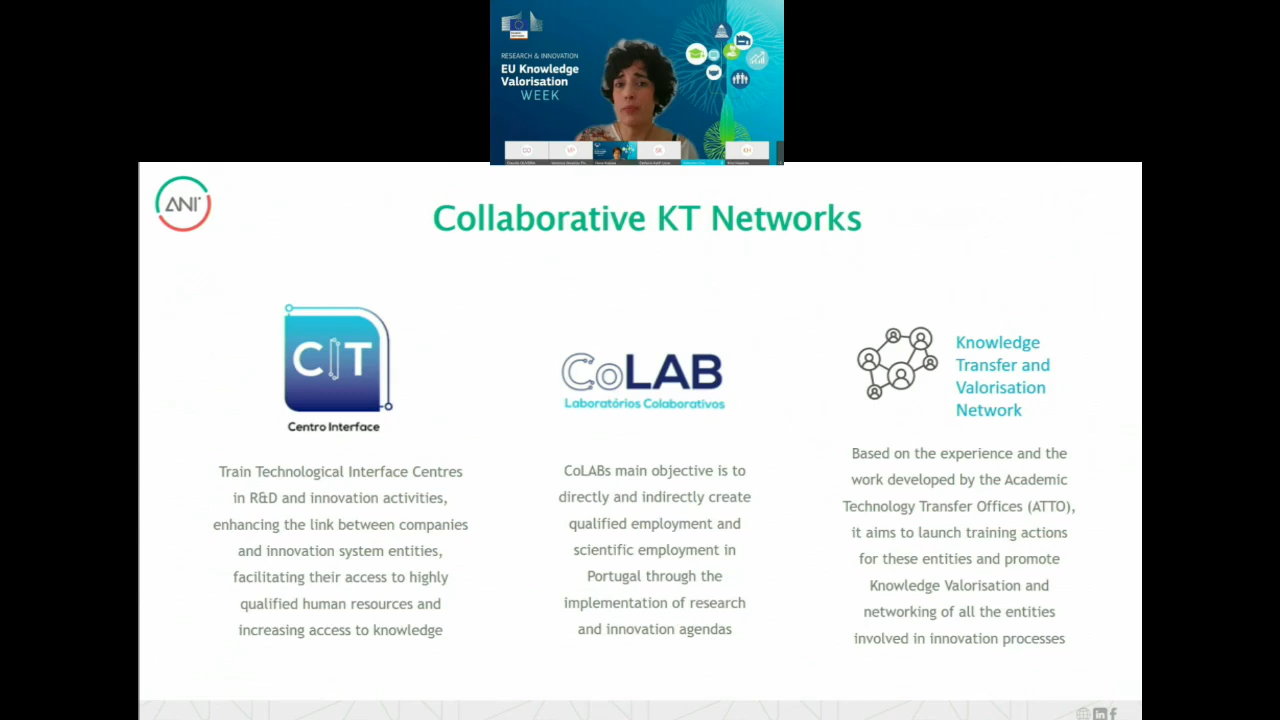 RESEARCH & INNOVATION
EU Knowledge
Valorisation
WEEK
CO
VP
SK
KH
ANI
Collaborative KT Networks
CIT
Centro Interface
Train Technological Interface Centres
in R&D and innovation activities,
enhancing the link between companies
and innovation system entities,
facilitating their access to highly
qualified human resources and
increasing access to knowledge
CoLAB
Laboratórios Colaborativos
CoLABs main objective is to
directly and indirectly create
qualified employment and
scientific employment in
Portugal through the
implementation of research
and innovation agendas
Knowledge
Transfer and
Valorisation
Network
Based on the experience and the
work developed by the Academic
Technology Transfer Offices (ATTO),
it aims to launch training actions
for these entities and promote
Knowledge Valorisation and
networking of all the entities
involved in innovation processes